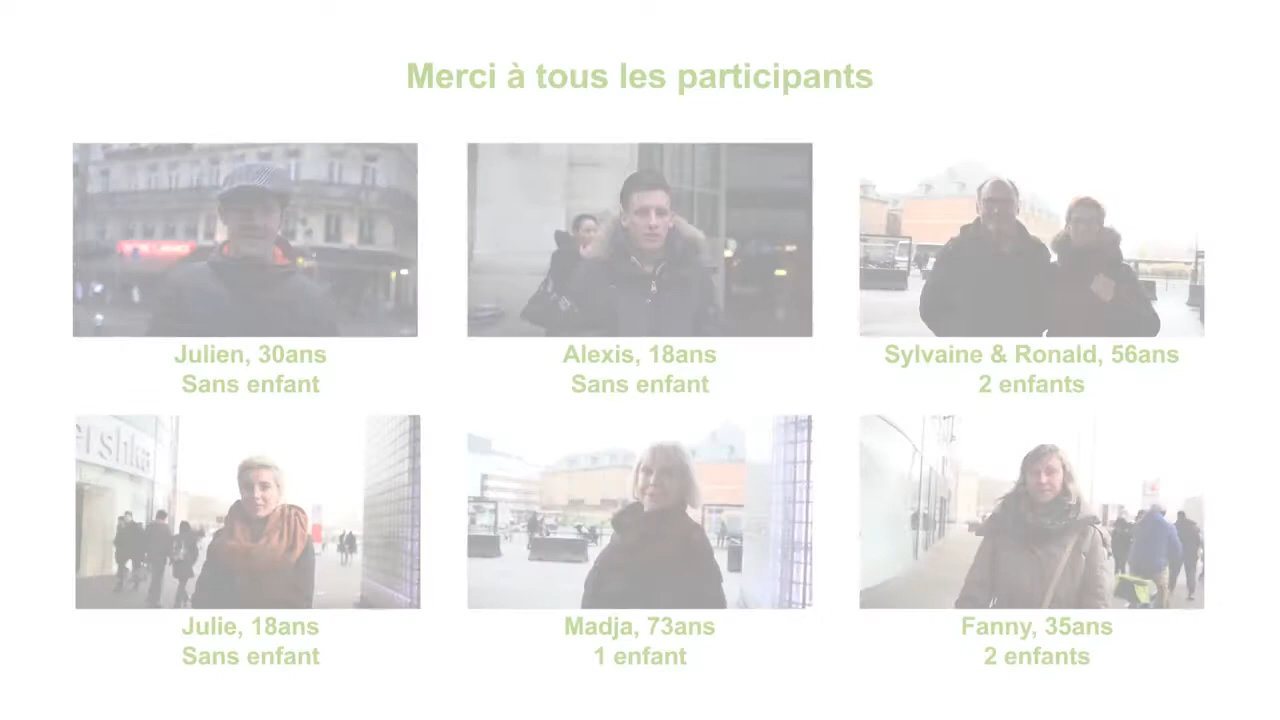 Merci à tous les participants
Julien, 30ans
Sans enfant
Alexis, 18ans
Sans enfant
Sylvaine & Ronald, 56ans
2 enfants
ershka
Julie, 18ans
Sans enfant
Madja, 73ans
1 enfant
Fanny, 35ans
2 enfants